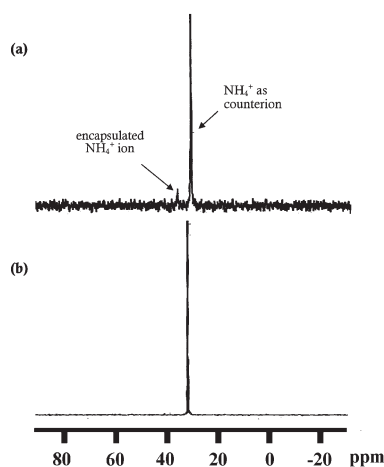 (a)
NH₄⁺ as
counterion
encapsulated
NH₄⁺ ion
(b)
80 60 40 20 0 -20 ppm